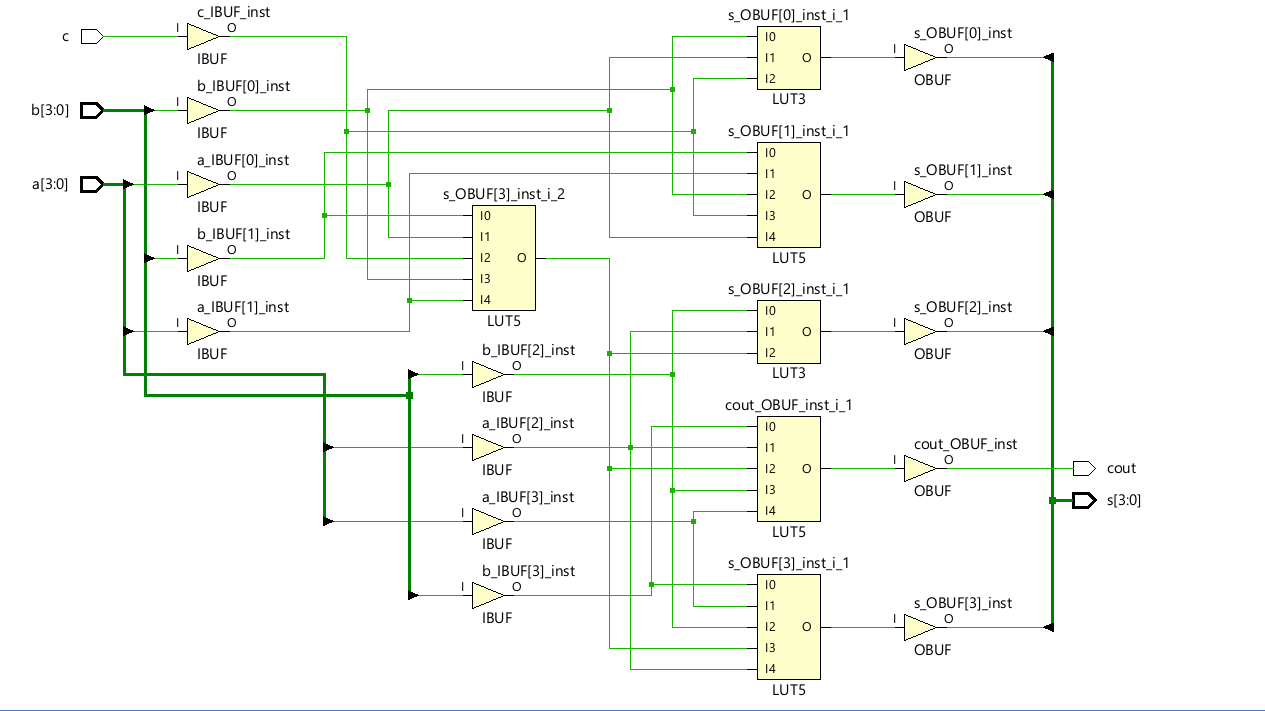 c
I
c_IBUF_inst
O
IBUF
b[3:0]
I
b_IBUF[0]_inst
O
IBUF
a[3:0]
I
a_IBUF[0]_inst
O
IBUF
I
b_IBUF[1]_inst
O
IBUF
I
a_IBUF[1]_inst
O
IBUF
s_OBUF[3]_inst_i_2
I0
I1
I2
O
I3
I4
LUT5
I
b_IBUF[2]_inst
O
IBUF
I
a_IBUF[2]_inst
O
IBUF
I
a_IBUF[3]_inst
O
IBUF
I
b_IBUF[3]_inst
O
IBUF
s_OBUF[0]_inst_i_1
I0
I1
O
I2
LUT3
s_OBUF[1]_inst_i_1
I0
I1
I2
O
I3
I4
LUT5
s_OBUF[2]_inst_i_1
I0
I1
O
I2
LUT3
cout_OBUF_inst_i_1
I0
I1
I2
O
I3
I4
LUT5
s_OBUF[3]_inst_i_1
I0
I1
I2
O
I3
I4
LUT5
s_OBUF[0]_inst
I
O
OBUF
s_OBUF[1]_inst
I
O
OBUF
s_OBUF[2]_inst
I
O
OBUF
cout_OBUF_inst
I
O
OBUF
s_OBUF[3]_inst
I
O
OBUF
cout
s[3:0]